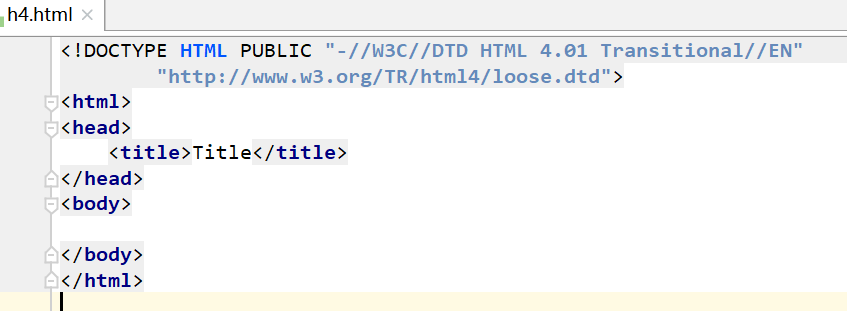 h4.html
<!DOCTYPE HTML PUBLIC "-//W3C//DTD HTML 4.01 Transitional//EN"
        "http://www.w3.org/TR/html4/loose.dtd">
<html>
<head>
    <title>Title</title>
</head>
<body>

</body>
</html>